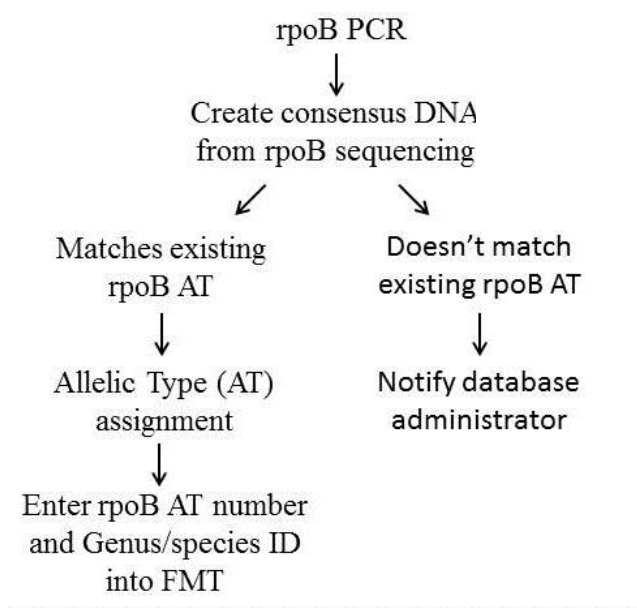 rpoB PCR
Create consensus DNA
from rpoB sequencing
Matches existing
rpoB AT
Doesn’t match
existing rpoB AT
Allelic Type (AT)
assignment
Notify database
administrator
Enter rpoB AT number
and Genus/species ID
into FMT